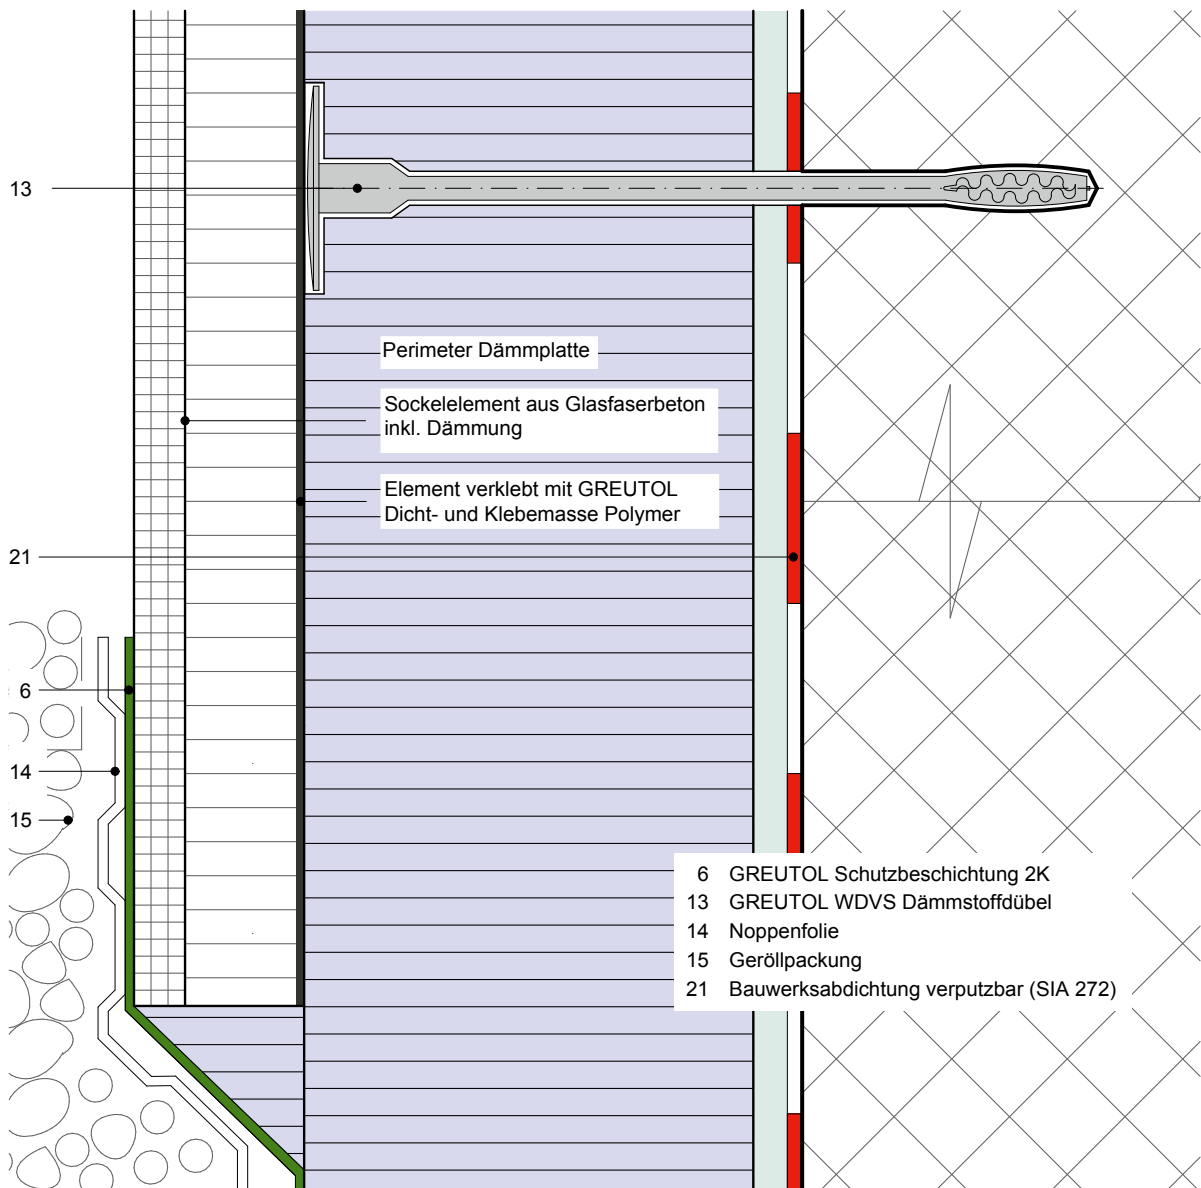 13
Perimeter Dämmplatte
Sockelelement aus Glasfaserbeton
inkl. Dämmung
Element verklebt mit GREUTOL
Dicht- und Klebemasse Polymer
21
6
14
15
6 GREUTOL Schutzbeschichtung 2K
13 GREUTOL WDVS Dämmstoffdübel
14 Noppenfolie
15 Geröllpackung
21 Bauwerksabdichtung verputzbar (SIA 272)